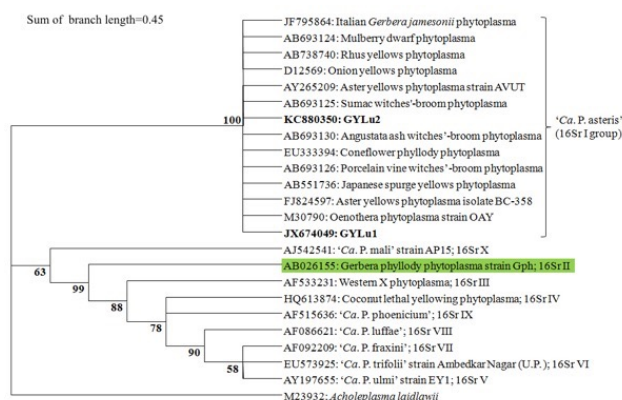 Sum of branch length=0.45
JF795864: Italian Gerbera jamesonii phytoplasma
AB693124: Mulberry dwarf phytoplasma
AB738740: Rhus yellows phytoplasma
D12569: Onion yellows phytoplasma
AY265209: Aster yellows phytoplasma strain AVUT
AB693125: Sumac witches'-broom phytoplasma
100
KC880350: GYLu2
'Ca. P. asteris'
(16Sr I group)
AB693130: Angustata ash witches'-broom phytoplasma
EU333394: Coneflower phyllody phytoplasma
AB693126: Porcelain vine witches'-broom phytoplasma
AB551736: Japanese spurge yellows phytoplasma
FJ824597: Aster yellows phytoplasma isolate BC-358
M30790: Oenothera phytoplasma strain OAY
JX674049: GYLu1
AJ542541: 'Ca. P. mali' strain AP15; 16Sr X
63
AB026155: Gerbera phyllody phytoplasma strain Gph; 16Sr II
99
AF533231: Western X phytoplasma; 16Sr III
88
HQ613874: Coconut lethal yellowing phytoplasma; 16Sr IV
AF515636: 'Ca. P. phoenicium'; 16Sr IX
78
AF086621: 'Ca. P. luffae'; 16Sr VIII
AF092209: 'Ca. P. fraxini'; 16Sr VII
90
EU573925: 'Ca. P. trifolii' strain Ambedkar Nagar (U.P.); 16Sr VI
58
AY197655: 'Ca. P. ulmi' strain EY1; 16Sr V
M23932: Acholeplasma laidlawii